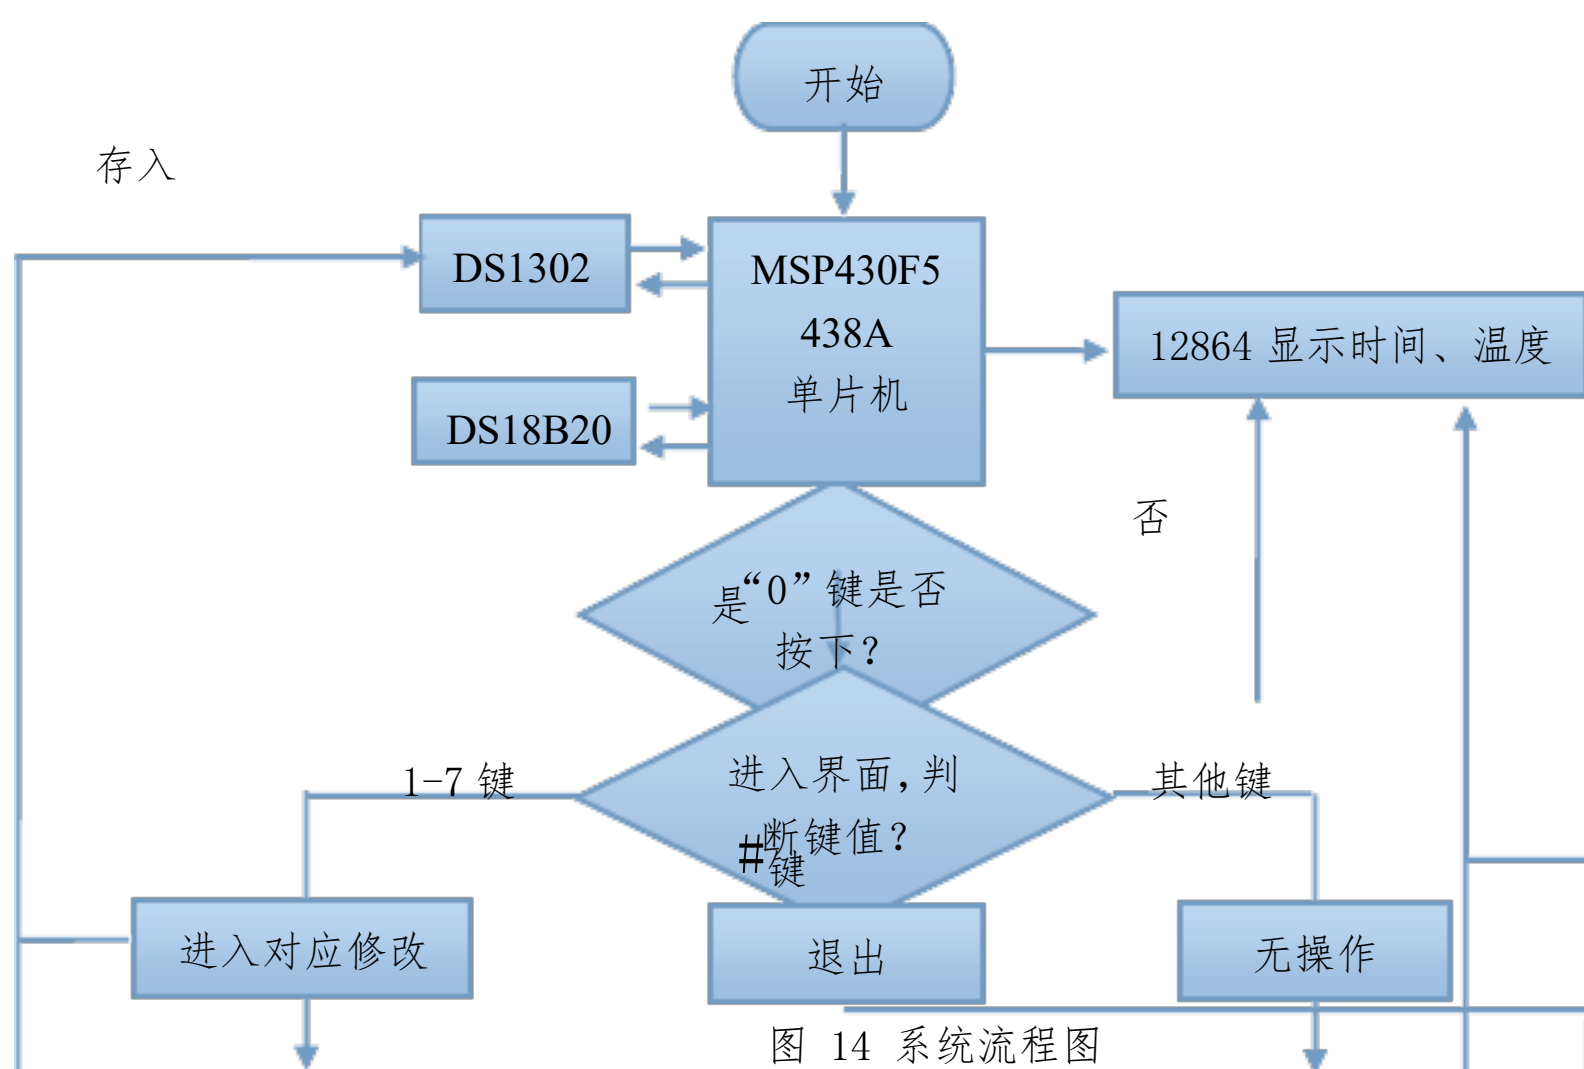 开始
存入
DS1302
MSP430F5
438A
单片机
12864 显示时间、温度
DS18B20
否
是
“0” 键是否
按下?
1-7 键
进入界面,判
断键值?
其他键
#键
进入对应修改
退出
无操作
图 14 系统流程图